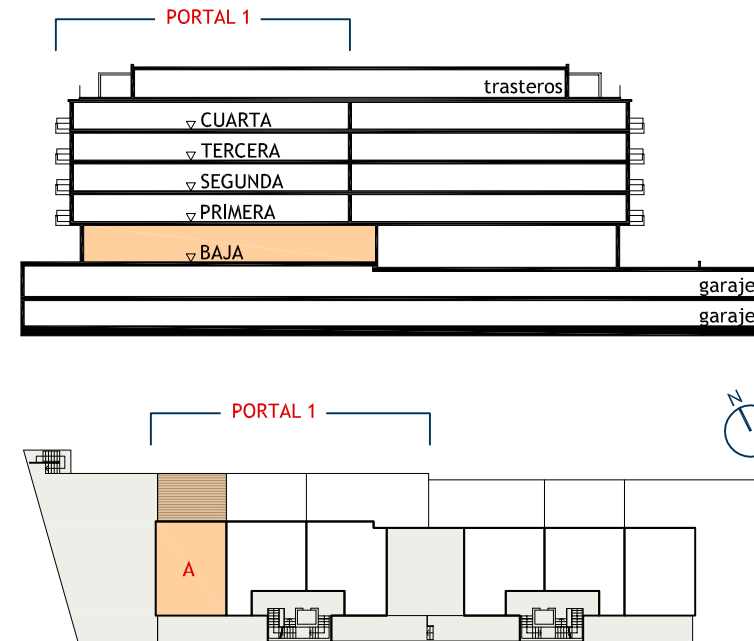 PORTAL 1
trasteros
CUARTA
TERCERA
SEGUNDA
PRIMERA
BAJA
garaje
garaje
PORTAL 1
N
A